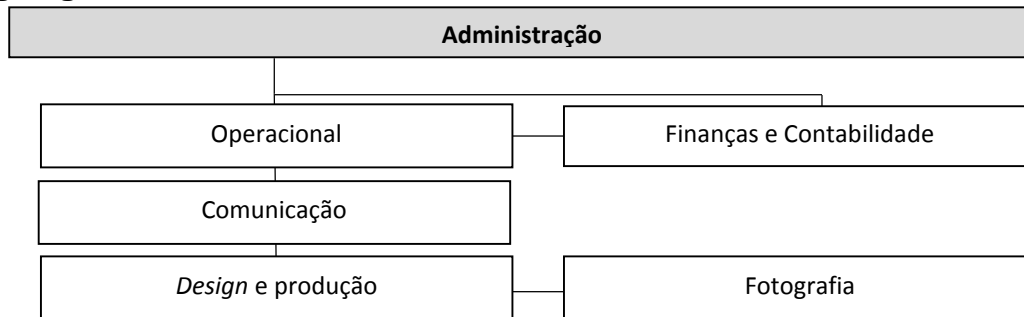 Administração
Operacional
Finanças e Contabilidade
Comunicação
Design e produção
Fotografia